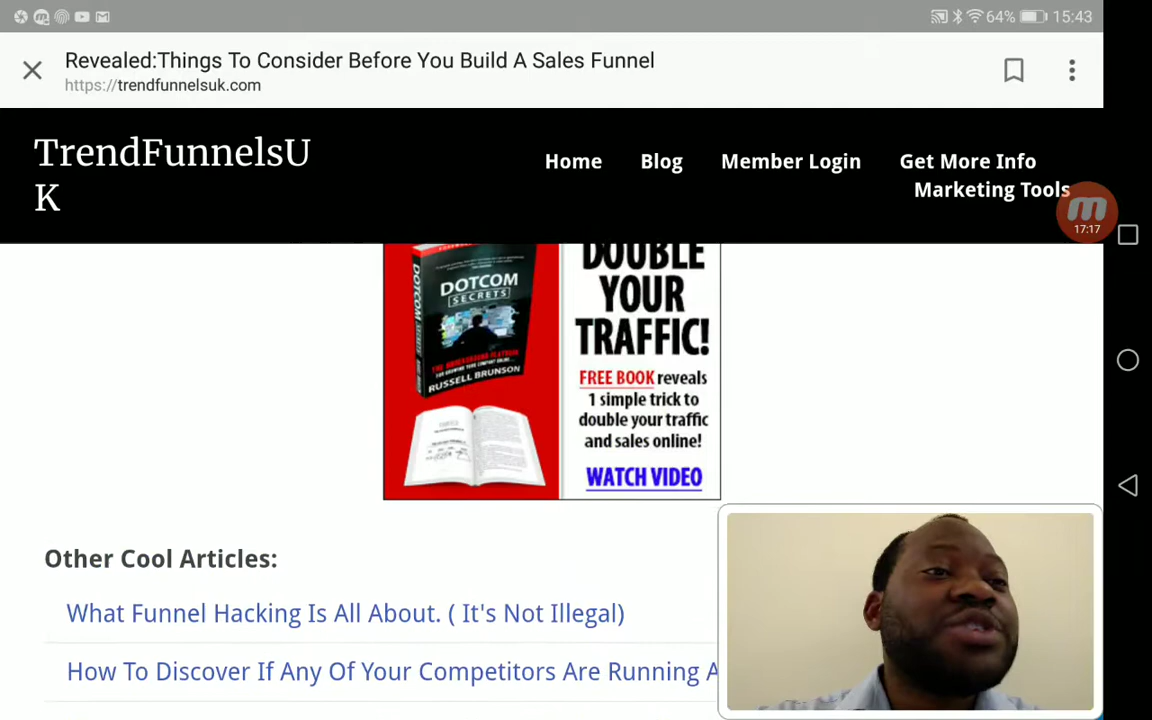 64% 15:43
Revealed:Things To Consider Before You Build A Sales Funnel
https://trendfunnelsuk.com
TrendFunnelsU
K
Home Blog Member Login Get More Info
Marketing Tools
17:17
DOTCOM
SECRETS
RUSSELL BRUNSON
DOUBLE
YOUR
TRAFFIC!
FREE BOOK reveals
1 simple trick to
double your traffic
and sales online!
WATCH VIDEO
Other Cool Articles:
What Funnel Hacking Is All About. ( It's Not Illegal)
How To Discover If Any Of Your Competitors Are Running A